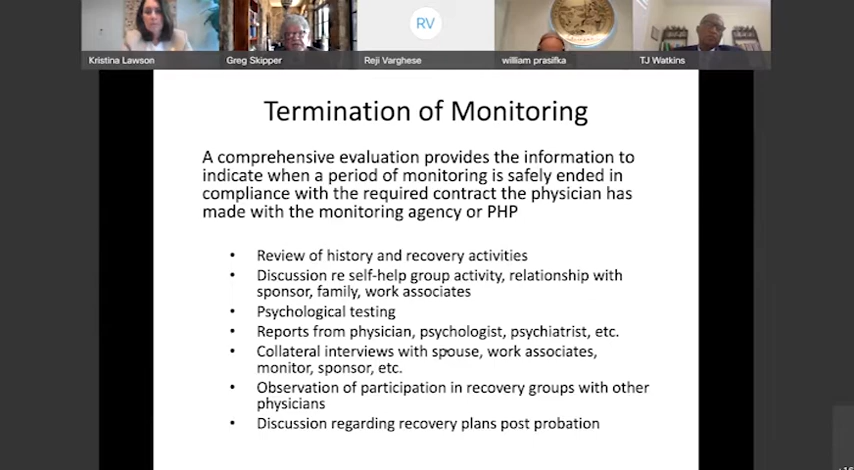 RV
Kristina Lawson
Greg Skipper
Reji Varghese
william prasifka
TJ Watkins
Termination of Monitoring
A comprehensive evaluation provides the information to
indicate when a period of monitoring is safely ended in
compliance with the required contract the physician has
made with the monitoring agency or PHP
• Review of history and recovery activities
• Discussion re self-help group activity, relationship with
sponsor, family, work associates
• Psychological testing
• Reports from physician, psychologist, psychiatrist, etc.
• Collateral interviews with spouse, work associates,
monitor, sponsor, etc.
• Observation of participation in recovery groups with other
physicians
• Discussion regarding recovery plans post probation